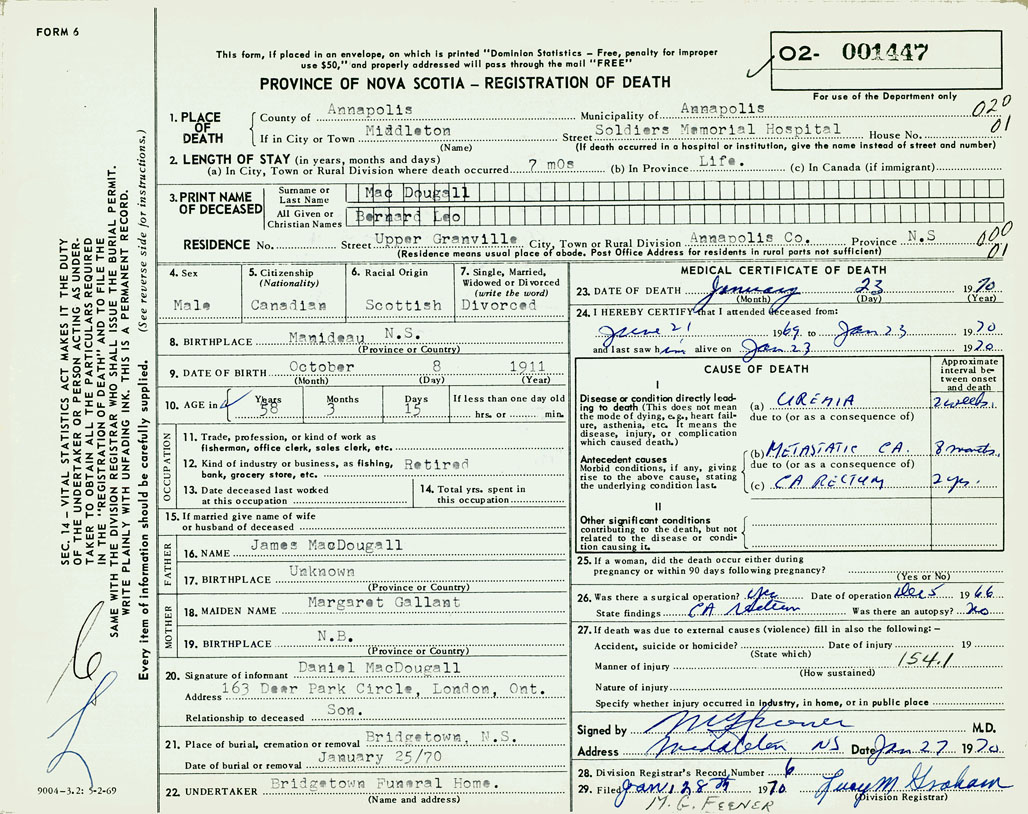 FORM 6
This form, if placed in an envelope, on which is printed "Dominion Statistics – Free, penalty for improper
use $50," and properly addressed will pass through the mail "FREE"
PROVINCE OF NOVA SCOTIA – REGISTRATION OF DEATH
O2- 001447
For use of the Department only
1. PLACE OF DEATH
County of Annapolis Municipality of Annapolis 020
If in City or Town Middleton Street Soldiers Memorial Hospital House No. 01
(Name) (If death occurred in a hospital or institution, give the name instead of street and number)
2. LENGTH OF STAY (in years, months and days)
(a) In City, Town or Rural Division where death occurred 7 mOs (b) In Province Life. (c) In Canada (if immigrant)
3. PRINT NAME OF DECEASED
Surname or Last Name Mac Dougall
All Given or Christian Names Bernard Leo
RESIDENCE No. Street Upper Granville City, Town or Rural Division Annapolis Co. Province N.S 000
(Residence means usual place of abode. Post Office Address for residents in rural parts not sufficient) 01
4. Sex
Male
5. Citizenship
(Nationality)
Canadian
6. Racial Origin
Scottish
7. Single, Married,
Widowed or Divorced
(write the word)
Divorced
8. BIRTHPLACE Manideau N.S.
(Province or Country)
9. DATE OF BIRTH October 8 1911
(Month) (Day) (Year)
10. AGE in Years Months Days If less than one day old
58 3 15 hrs. or min.
OCCUPATION
11. Trade, profession, or kind of work as
fisherman, office clerk, sales clerk, etc.
12. Kind of industry or business, as fishing, Retired
bank, grocery store, etc.
13. Date deceased last worked
at this occupation
14. Total yrs. spent in
this occupation
15. If married give name of wife
or husband of deceased
FATHER
16. NAME James MacDougall
17. BIRTHPLACE Unknown
(Province or Country)
MOTHER
18. MAIDEN NAME Margaret Gallant
19. BIRTHPLACE N.B.
(Province or Country)
20. Signature of informant Daniel MacDougall
Address 163 Deer Park Circle, London, Ont.
Relationship to deceased Son.
21. Place of burial, cremation or removal Bridgetown, N.S.
Date of burial or removal January 25/70
22. UNDERTAKER Bridgetown Funeral Home.
(Name and address)
MEDICAL CERTIFICATE OF DEATH
23. DATE OF DEATH January 23 1970
(Month) (Day) (Year)
24. I HEREBY CERTIFY that I attended deceased from:
June 21 1969 to Jan 23 1970
and last saw him alive on Jan 23 1970
CAUSE OF DEATH
Approximate
interval be-
tween onset
and death
I
Disease or condition directly lead-
ing to death (This does not
mean the mode of dying, e.g., heart fail-
ure, asthenia, etc. It means the
disease, injury, or complication
which caused death.)
(a) UREMIA 2 weeks.
due to (or as a consequence of)
Antecedent causes
Morbid conditions, if any, giving
rise to the above cause, stating
the underlying condition last.
(b) METASTATIC CA. 8 months.
due to (or as a consequence of)
(c) CA RECTUM 2 yrs.
II
Other significant conditions
contributing to the death, but not
related to the disease or condi-
tion causing it.
25. If a woman, did the death occur either during
pregnancy or within 90 days following pregnancy?
(Yes or No)
26. Was there a surgical operation? yes Date of operation Dec 5 1966
State findings CA rectum Was there an autopsy? No
27. If death was due to external causes (violence) fill in also the following: –
Accident, suicide or homicide? Date of injury 19
(State which) 154.1
Manner of injury
(How sustained)
Nature of injury
Specify whether injury occurred in industry, in home, or in public place
Signed by M.D.
Address Middleton NS Date Jan 27 1970
28. Division Registrar's Record Number 6
29. Filed Jan, 28th 1970 Lucy M Graham
(Division Registrar)
M. G. FEENER
SEC. 14 – VITAL STATISTICS ACT MAKES IT THE DUTY
OF THE UNDERTAKER OR PERSON ACTING AS UNDER-
TAKER TO OBTAIN ALL THE PARTICULARS REQUIRED
IN THE "REGISTRATION OF DEATH" AND TO FILE THE
SAME WITH THE DIVISION REGISTRAR WHO SHALL ISSUE THE BURIAL PERMIT.
WRITE PLAINLY WITH UNFADING INK. THIS IS A PERMANENT RECORD.
Every item of information should be carefully supplied. (See reverse side for instructions.)
9004–3.2: 5-2-69